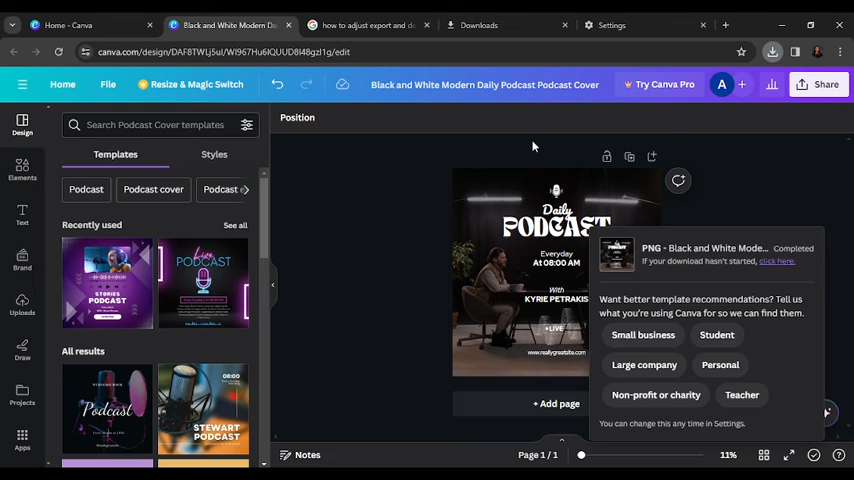 Home - Canva
Black and White Modern Da
how to adjust export and do
Downloads
Settings
canva.com/design/DAF8TWLj5uI/WI967Hu6IQUUD8I48gzI1g/edit
Home
File
Resize & Magic Switch
Black and White Modern Daily Podcast Podcast Cover
Try Canva Pro
A
Share
Design
Elements
Text
Brand
Uploads
Draw
Projects
Apps
Search Podcast Cover templates
Templates
Styles
Podcast
Podcast cover
Podcast e
Recently used
See all
STORIES
PODCAST
Live
PODCAST
All results
Podcast
08:00
STEWART
PODCAST
Position
Daily
PODCAST
Everyday
At 08:00 AM
With
KYRIE PETRAKIS
•LIVE
www.reallygreatsite.com
+ Add page
PNG - Black and White Mode...
Completed
If your download hasn't started, click here.
Want better template recommendations? Tell us
what you're using Canva for so we can find them.
Small business
Student
Large company
Personal
Non-profit or charity
Teacher
You can change this any time in Settings.
Notes
Page 1 / 1
11%